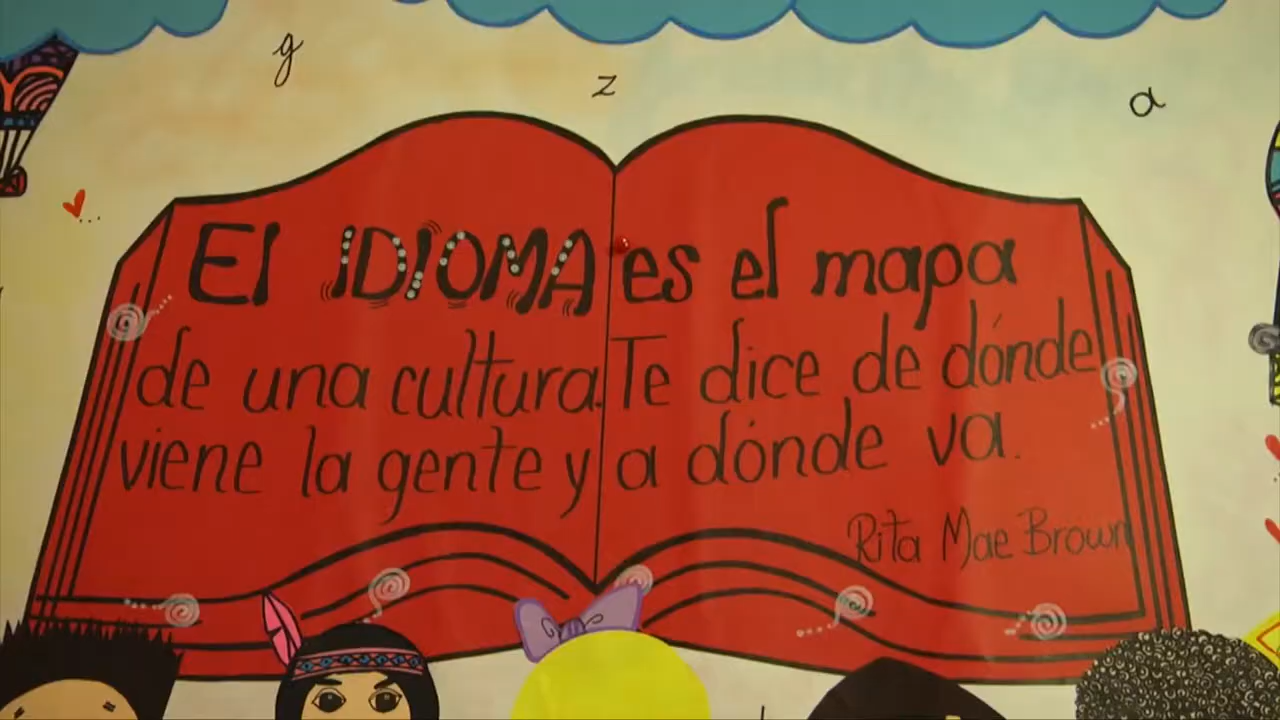 g
z
a
El IDIOMA es el mapa
de una cultura. Te dice de dónde
viene la gente y a dónde va.
Rita Mae Brown